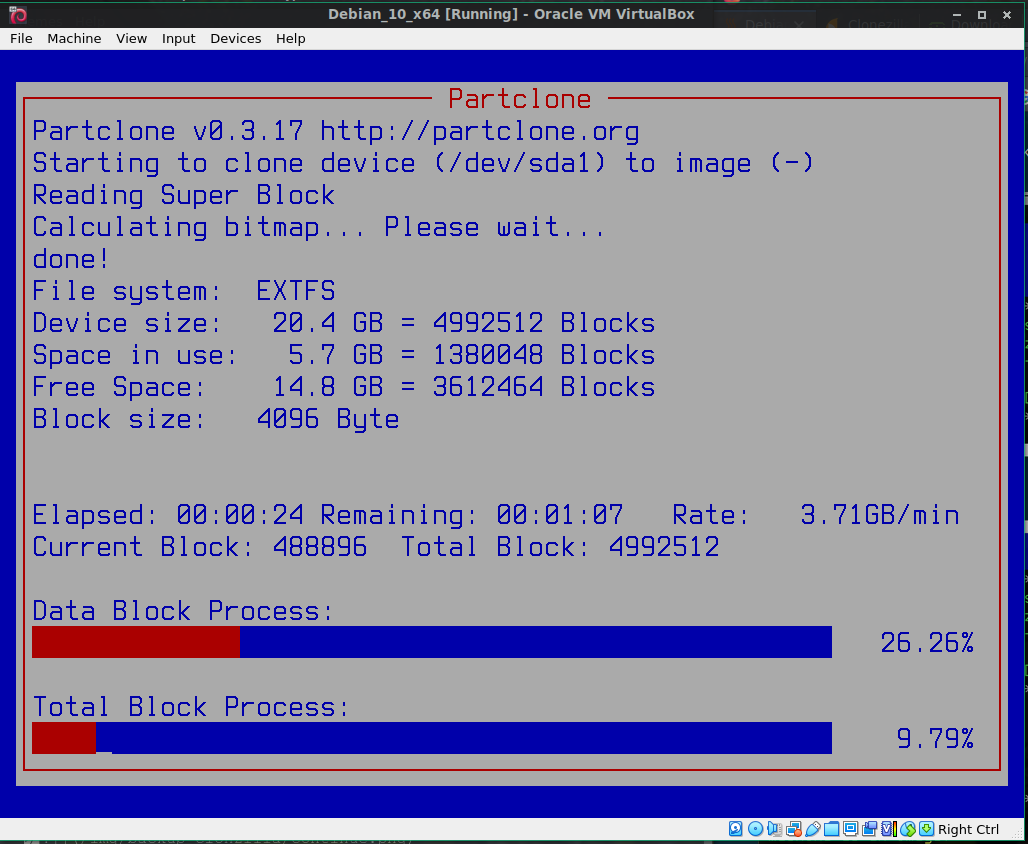 Debian_10_x64 [Running] - Oracle VM VirtualBox
File Machine View Input Devices Help
Partclone
Partclone v0.3.17 http://partclone.org
Starting to clone device (/dev/sda1) to image (-)
Reading Super Block
Calculating bitmap... Please wait...
done!
File system:  EXTFS
Device size:   20.4 GB = 4992512 Blocks
Space in use:   5.7 GB = 1380048 Blocks
Free Space:    14.8 GB = 3612464 Blocks
Block size:   4096 Byte
Elapsed: 00:00:24 Remaining: 00:01:07   Rate:   3.71GB/min
Current Block: 488896  Total Block: 4992512
Data Block Process:
26.26%
Total Block Process:
9.79%
Right Ctrl